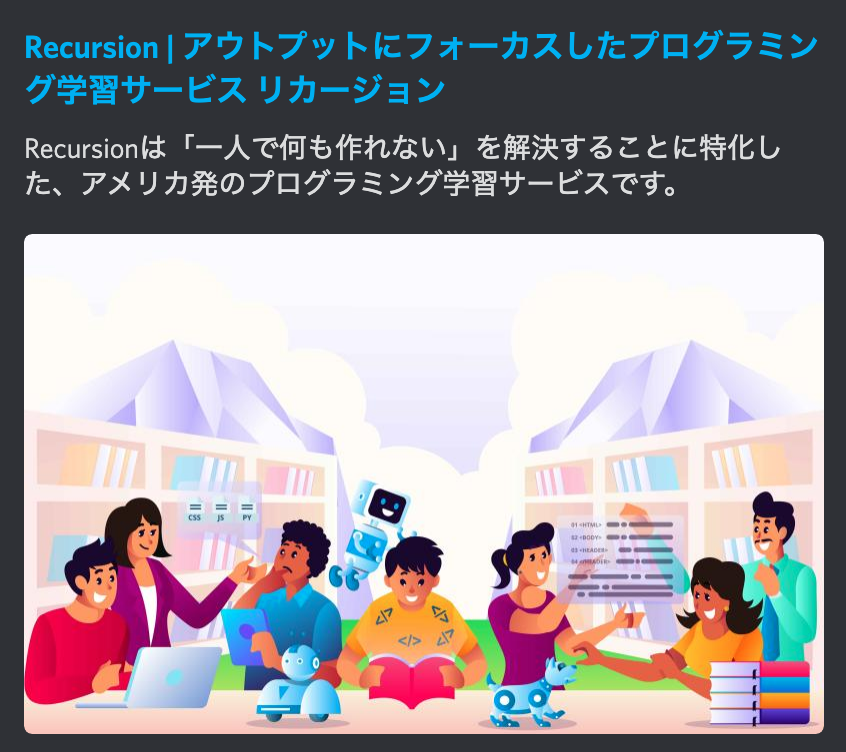 Recursion | アウトプットにフォーカスしたプログラミン
グ学習サービス リカージョン
Recursionは「一人で何も作れない」を解決することに特化し
た、アメリカ発のプログラミング学習サービスです。
CSS JS PY
01 <HTML>
02 <BODY>
03 <HEADER>
04 </HEADER>
</> </>
</> </>